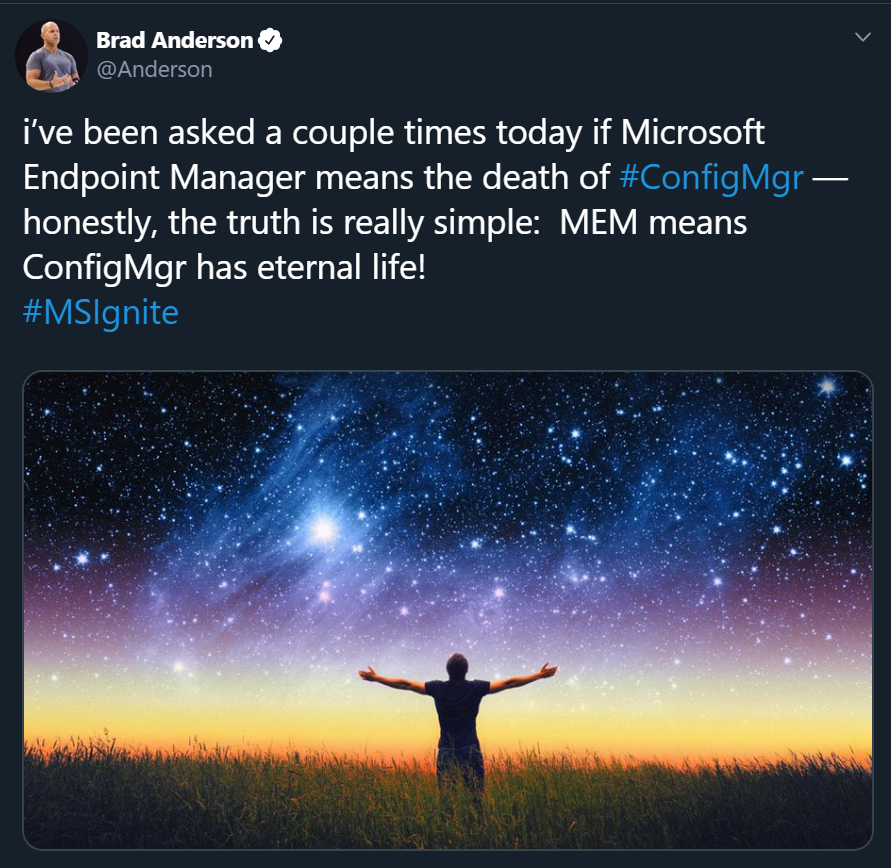 Brad Anderson
@Anderson
i’ve been asked a couple times today if Microsoft
Endpoint Manager means the death of #ConfigMgr —
honestly, the truth is really simple:  MEM means
ConfigMgr has eternal life!
#MSIgnite